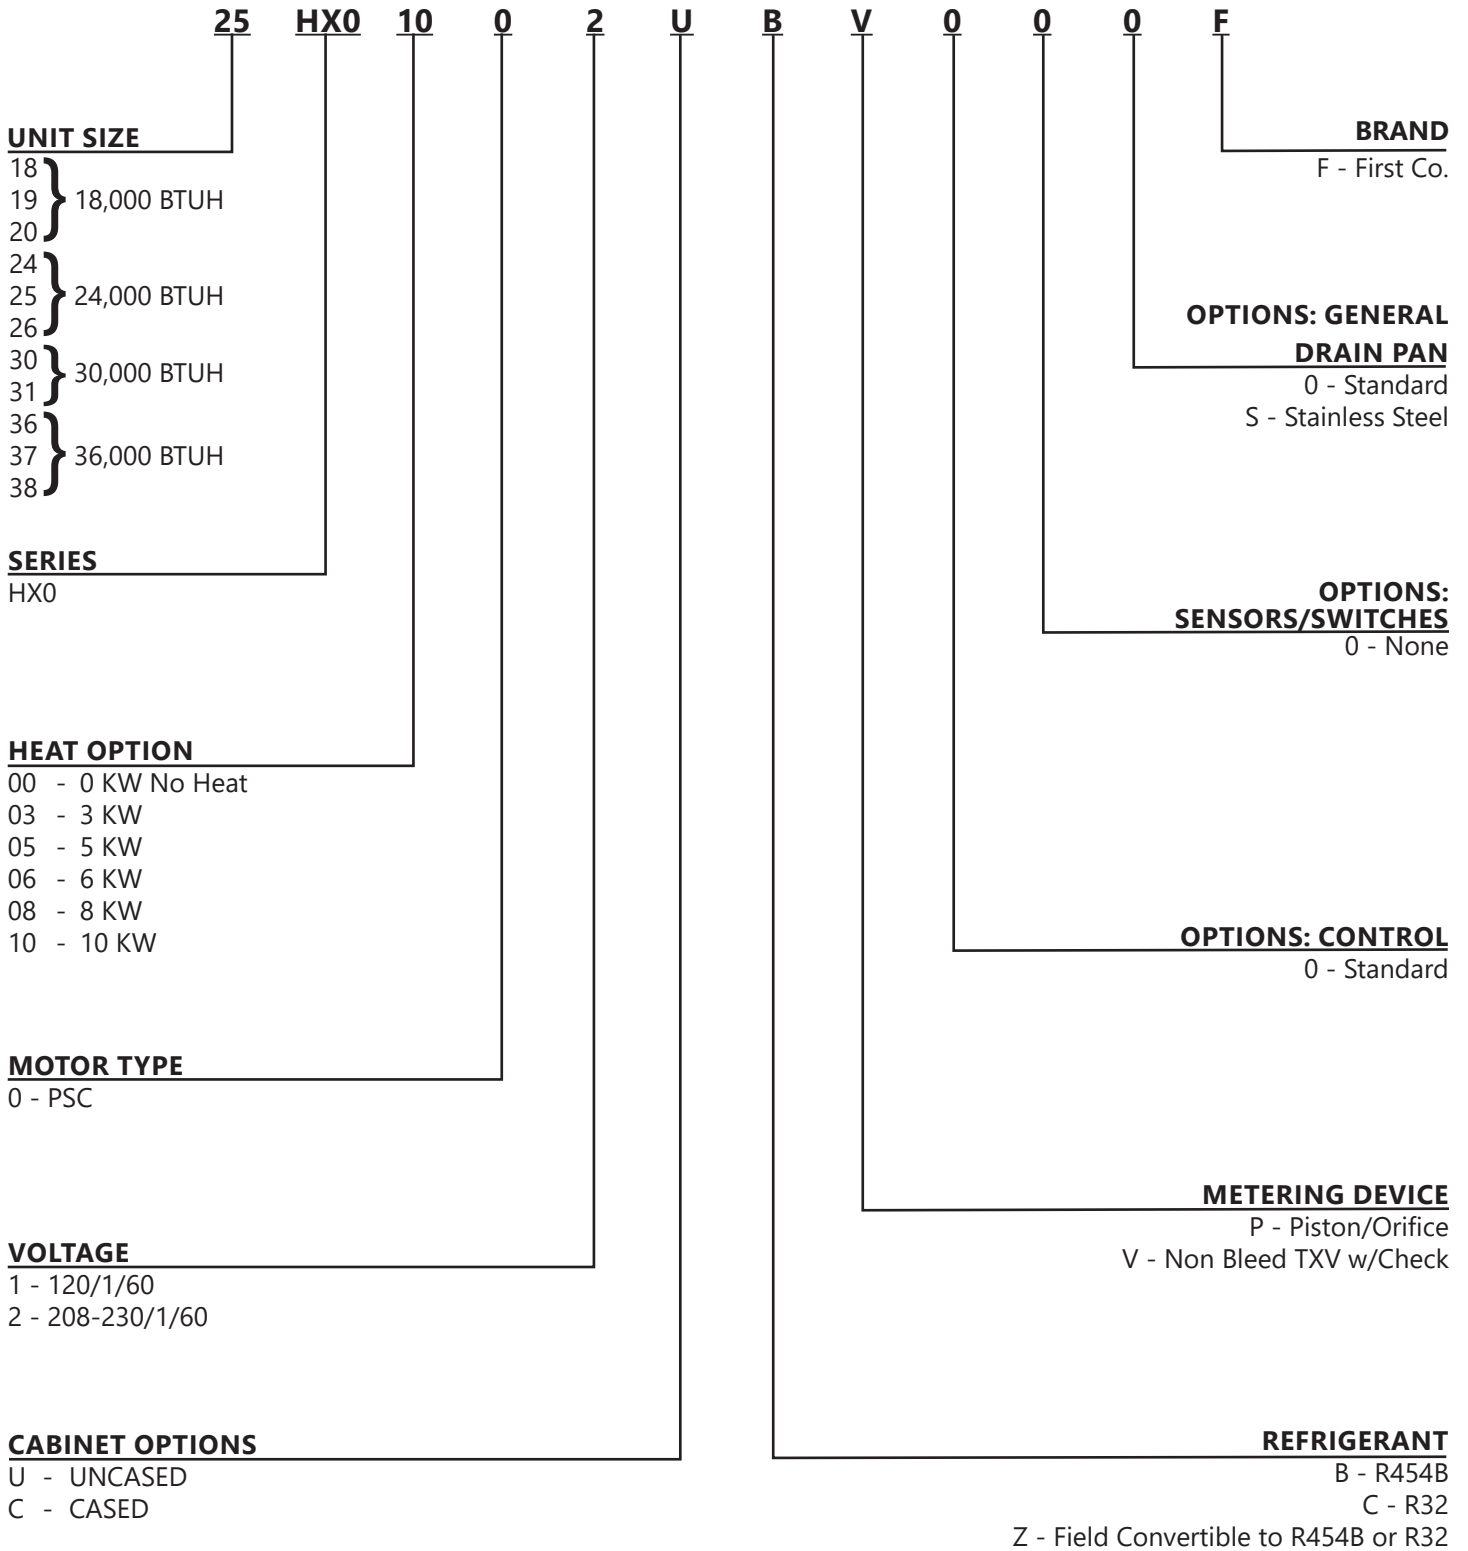 25 HX0 10 0 2 U B V 0 0 0 F
UNIT SIZE
18
19
20
18,000 BTUH
24
25
26
24,000 BTUH
30
31
30,000 BTUH
36
37
38
36,000 BTUH
SERIES
HX0
HEAT OPTION
00 - 0 KW No Heat
03 - 3 KW
05 - 5 KW
06 - 6 KW
08 - 8 KW
10 - 10 KW
MOTOR TYPE
0 - PSC
VOLTAGE
1 - 120/1/60
2 - 208-230/1/60
CABINET OPTIONS
U - UNCASED
C - CASED
BRAND
F - First Co.
OPTIONS: GENERAL
DRAIN PAN
0 - Standard
S - Stainless Steel
OPTIONS:
SENSORS/SWITCHES
0 - None
OPTIONS: CONTROL
0 - Standard
METERING DEVICE
P - Piston/Orifice
V - Non Bleed TXV w/Check
REFRIGERANT
B - R454B
C - R32
Z - Field Convertible to R454B or R32